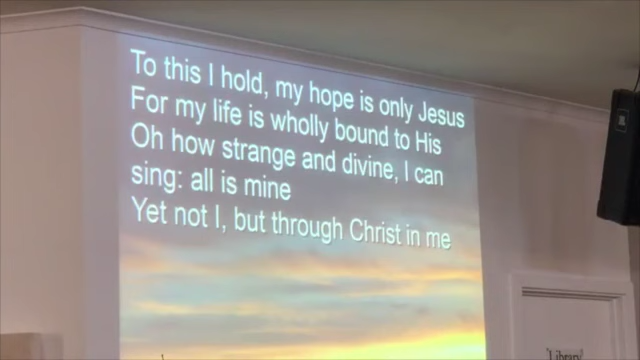 To this I hold, my hope is only Jesus
For my life is wholly bound to His
Oh how strange and divine, I can
sing: all is mine
Yet not I, but through Christ in me
Library